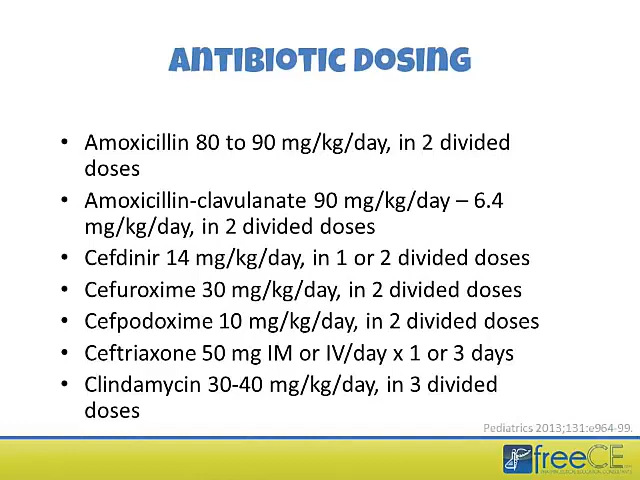 Antibiotic Dosing
• Amoxicillin 80 to 90 mg/kg/day, in 2 divided
doses
• Amoxicillin-clavulanate 90 mg/kg/day – 6.4
mg/kg/day, in 2 divided doses
• Cefdinir 14 mg/kg/day, in 1 or 2 divided doses
• Cefuroxime 30 mg/kg/day, in 2 divided doses
• Cefpodoxime 10 mg/kg/day, in 2 divided doses
• Ceftriaxone 50 mg IM or IV/day x 1 or 3 days
• Clindamycin 30-40 mg/kg/day, in 3 divided
doses
Pediatrics 2013;131:e964-99.
freeCE